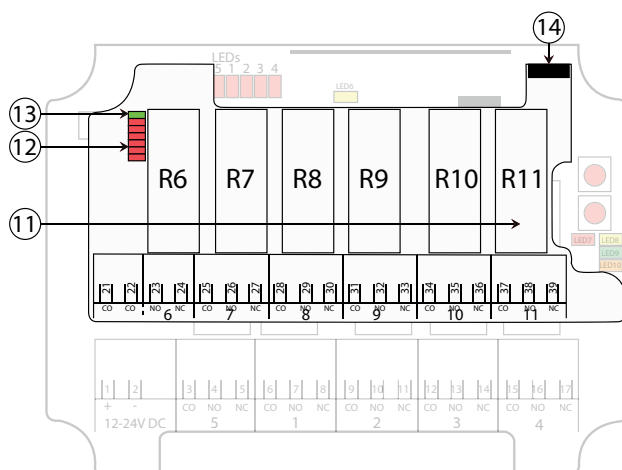 14
LEDs
5 1 2 3 4
LED6
13
12
R6 R7 R8 R9 R10 R11
11
LED7 LED8
LED9
LED10
21 22 23 24 25 26 27 28 29 30 31 32 33 34 35 36 37 38 39
CO CO NO NC CO NO NC CO NO NC CO NO NC CO NO NC CO NO NC
6 7 8 9 10 11
1 2 3 4 5 6 7 8 9 10 11 12 13 14 15 16 17
+ - CO NO NC CO NO NC CO NO NC CO NO NC CO NO NC
12-24V DC 5 1 2 3 4